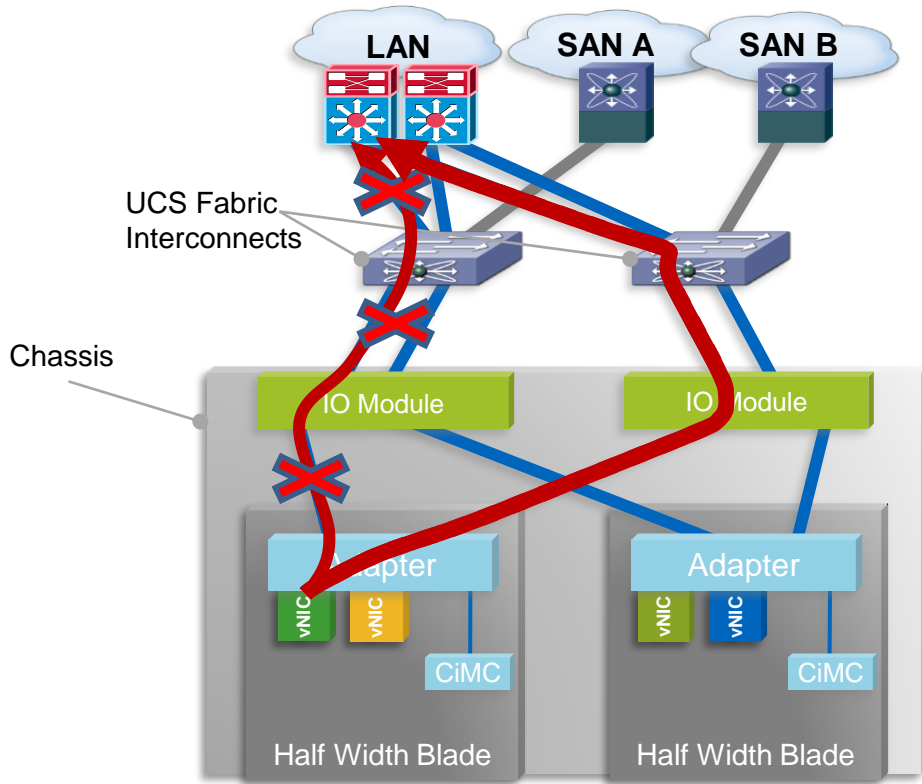 LAN
SAN A
SAN B
UCS Fabric
Interconnects
Chassis
IO Module
IO Module
Adapter
Adapter
vNIC
vNIC
vNIC
vNIC
CiMC
CiMC
Half Width Blade
Half Width Blade